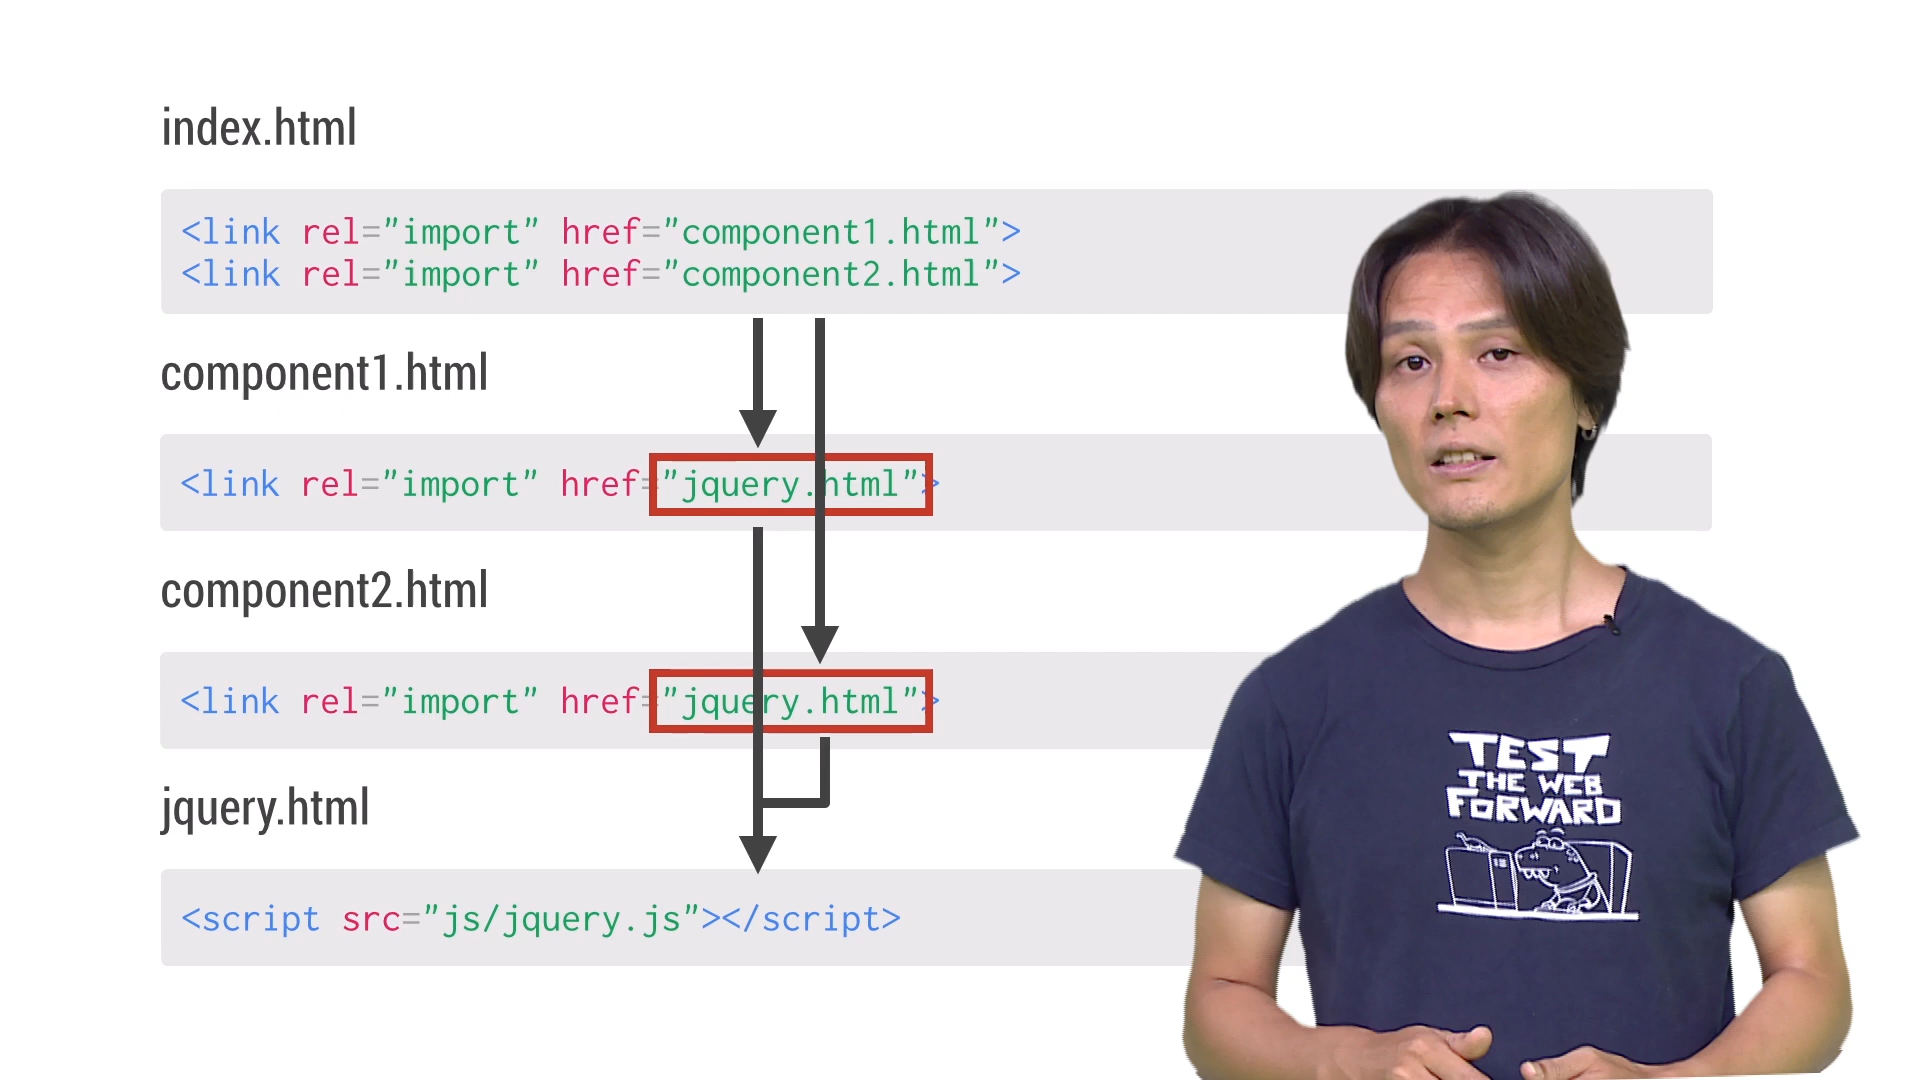 index.html
<link rel="import" href="component1.html">
<link rel="import" href="component2.html">
component1.html
<link rel="import" href="jquery.html">
component2.html
<link rel="import" href="jquery.html">
jquery.html
<script src="js/jquery.js"></script>
TEST
THE WEB
FORWARD